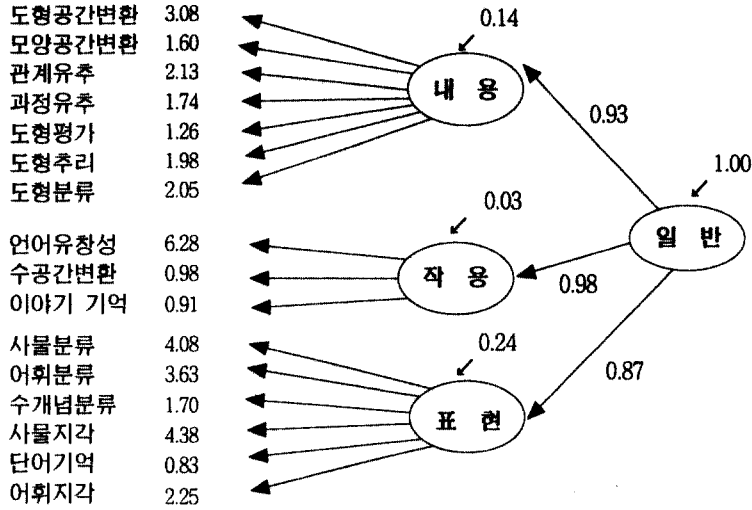 도형공간변환 3.08
모양공간변환 1.60
관계유추 2.13
과정유추 1.74
도형평가 1.26
도형추리 1.98
도형분류 2.05
0.14
내 용
0.93
1.00
일 반
언어유창성 6.28
수공간변환 0.98
이야기 기억 0.91
0.03
작 용
0.98
사물분류 4.08
어휘분류 3.63
수개념분류 1.70
사물지각 4.38
단어기억 0.83
어휘지각 2.25
0.24
표 현
0.87